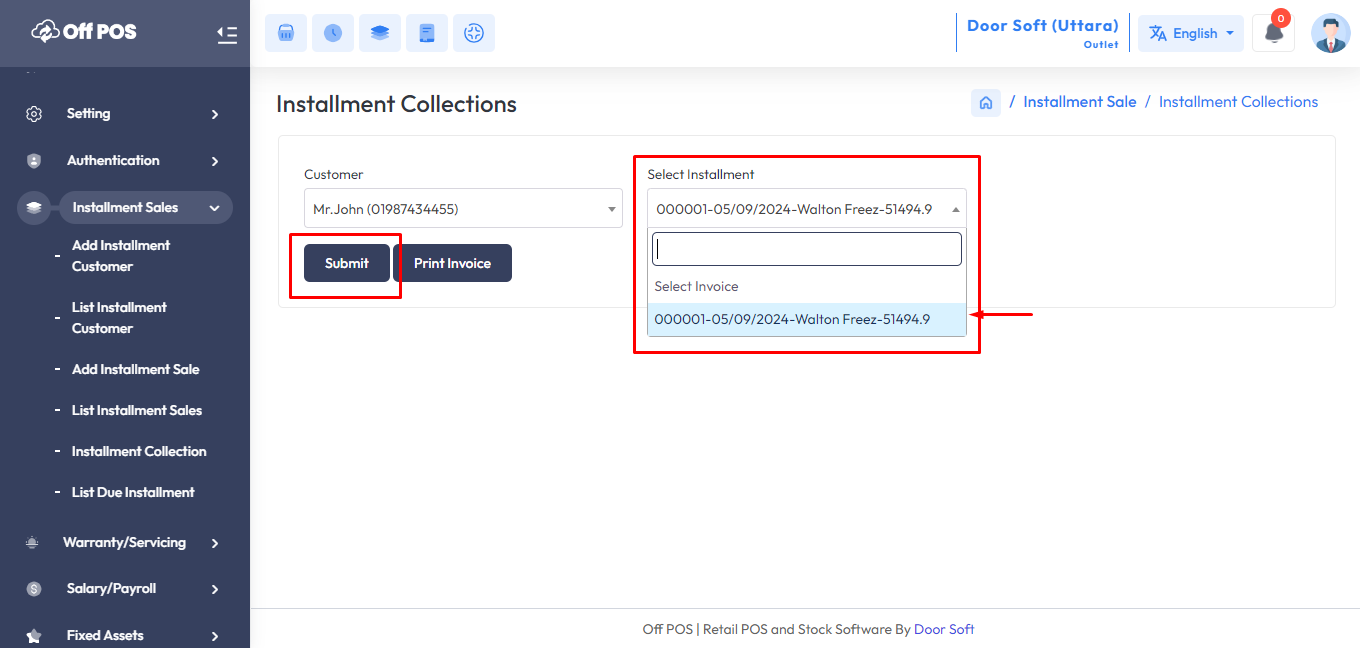 Off POS
Door Soft (Uttara)
Outlet
English
0
Setting
Authentication
Installment Sales
- Add Installment
Customer
- List Installment
Customer
- Add Installment Sale
- List Installment Sales
- Installment Collection
- List Due Installment
Warranty/Servicing
Salary/Payroll
Fixed Assets
Installment Collections
/ Installment Sale / Installment Collections
Customer
Mr.John (01987434455)
Submit
Print Invoice
Select Installment
000001-05/09/2024-Walton Freez-51494.9
Select Invoice
000001-05/09/2024-Walton Freez-51494.9
Off POS | Retail POS and Stock Software By Door Soft